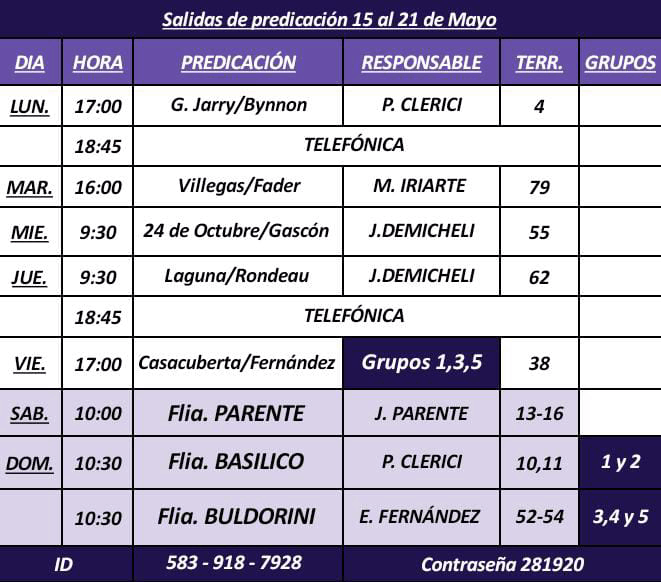 Salidas de predicación 15 al 21 de Mayo
DIA HORA PREDICACIÓN RESPONSABLE TERR. GRUPOS
LUN. 17:00 G. Jarry/Bynnon P. CLERICI 4
18:45 TELEFÓNICA
MAR. 16:00 Villegas/Fader M. IRIARTE 79
MIE. 9:30 24 de Octubre/Gascón J.DEMICHELI 55
JUE. 9:30 Laguna/Rondeau J.DEMICHELI 62
18:45 TELEFÓNICA
VIE. 17:00 Casacuberta/Fernández Grupos 1,3,5 38
SAB. 10:00 Flia. PARENTE J. PARENTE 13-16
DOM. 10:30 Flia. BASILICO P. CLERICI 10,11 1 y 2
10:30 Flia. BULDORINI E. FERNÁNDEZ 52-54 3,4 y 5
ID 583 - 918 - 7928 Contraseña 281920